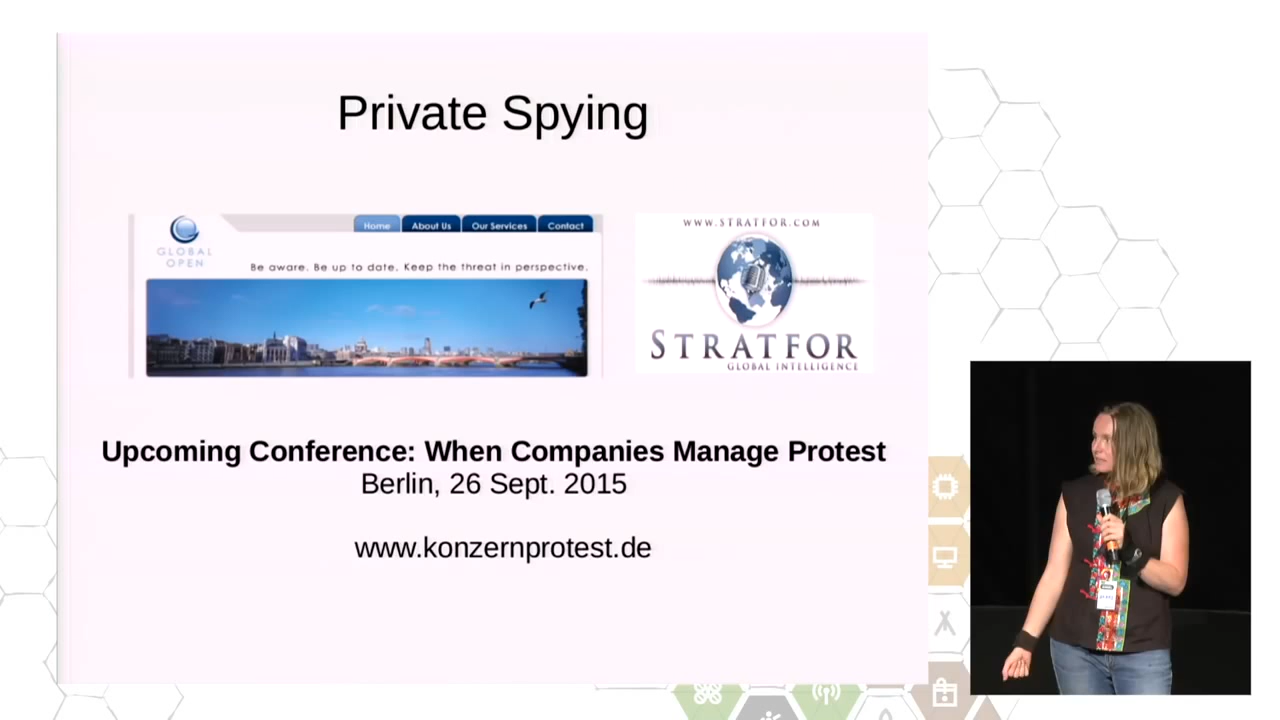 Private Spying
Home
About Us
Our Services
Contact
GLOBAL
OPEN
Be aware. Be up to date. Keep the threat in perspective.
WWW.STRATFOR.COM
STRATFOR
GLOBAL INTELLIGENCE
Upcoming Conference: When Companies Manage Protest
Berlin, 26 Sept. 2015
www.konzernprotest.de